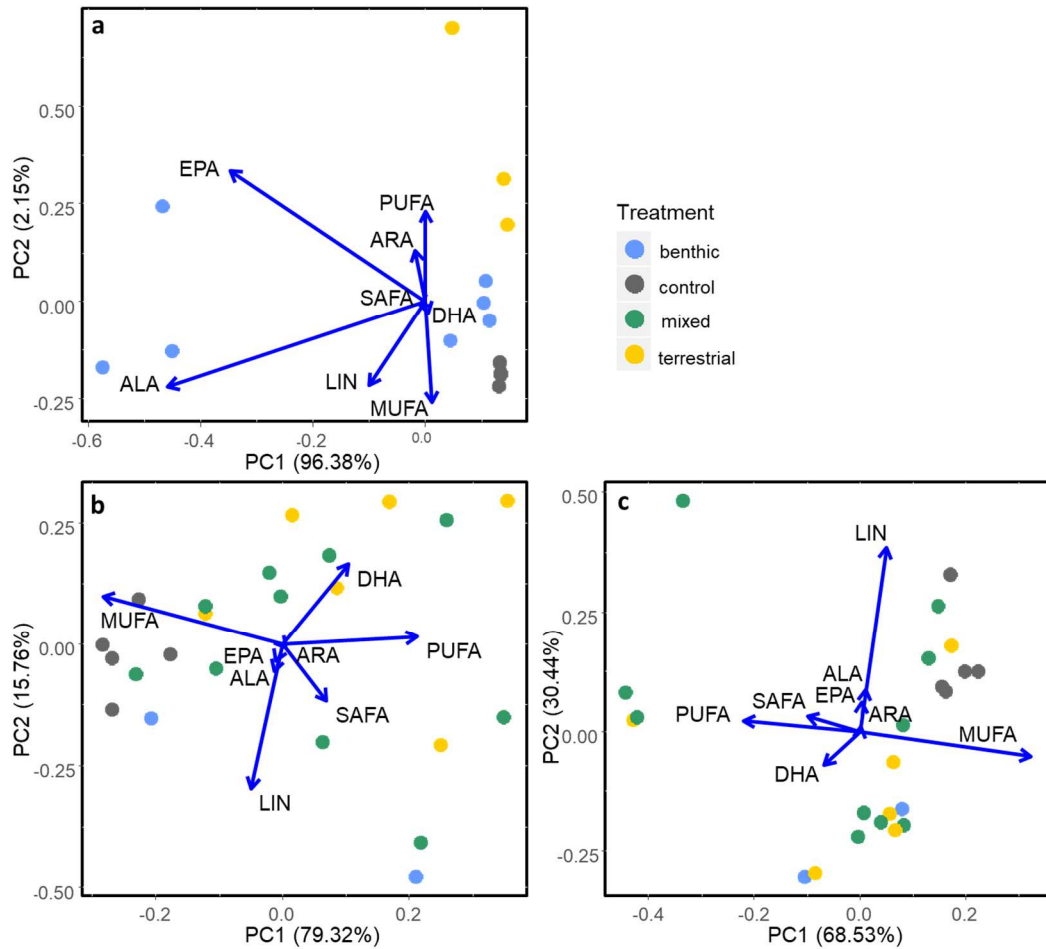 a
0.50
0.25
0.00
-0.25
PC2 (2.15%)
EPA
PUFA
ARA
SAFA
DHA
ALA
LIN
MUFA
-0.6
-0.4
-0.2
0.0
PC1 (96.38%)
Treatment
benthic
control
mixed
terrestrial
b
0.25
0.00
-0.25
-0.50
PC2 (15.76%)
DHA
MUFA
EPA
ARA
PUFA
ALA
SAFA
LIN
-0.2
0.0
0.2
PC1 (79.32%)
c
0.50
0.25
0.00
-0.25
PC2 (30.44%)
LIN
ALA
SAFA
EPA
PUFA
ARA
MUFA
DHA
-0.4
-0.2
0.0
0.2
PC1 (68.53%)